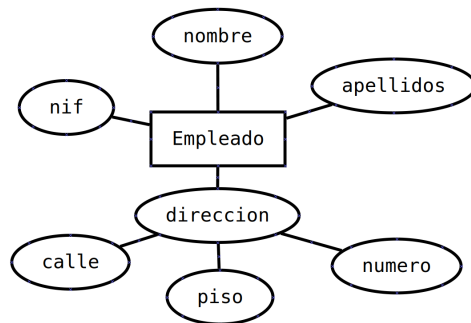 nombre
apellidos
nif
Empleado
direccion
calle
numero
piso